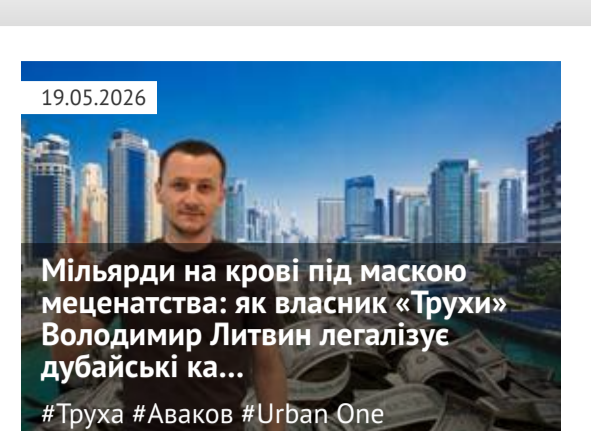 19.05.2026
Мільярди на крові під маскою
меценатства: як власник «Трухи»
Володимир Литвин легалізує
дубайські ка...
#Труха #Аваков #Urban One